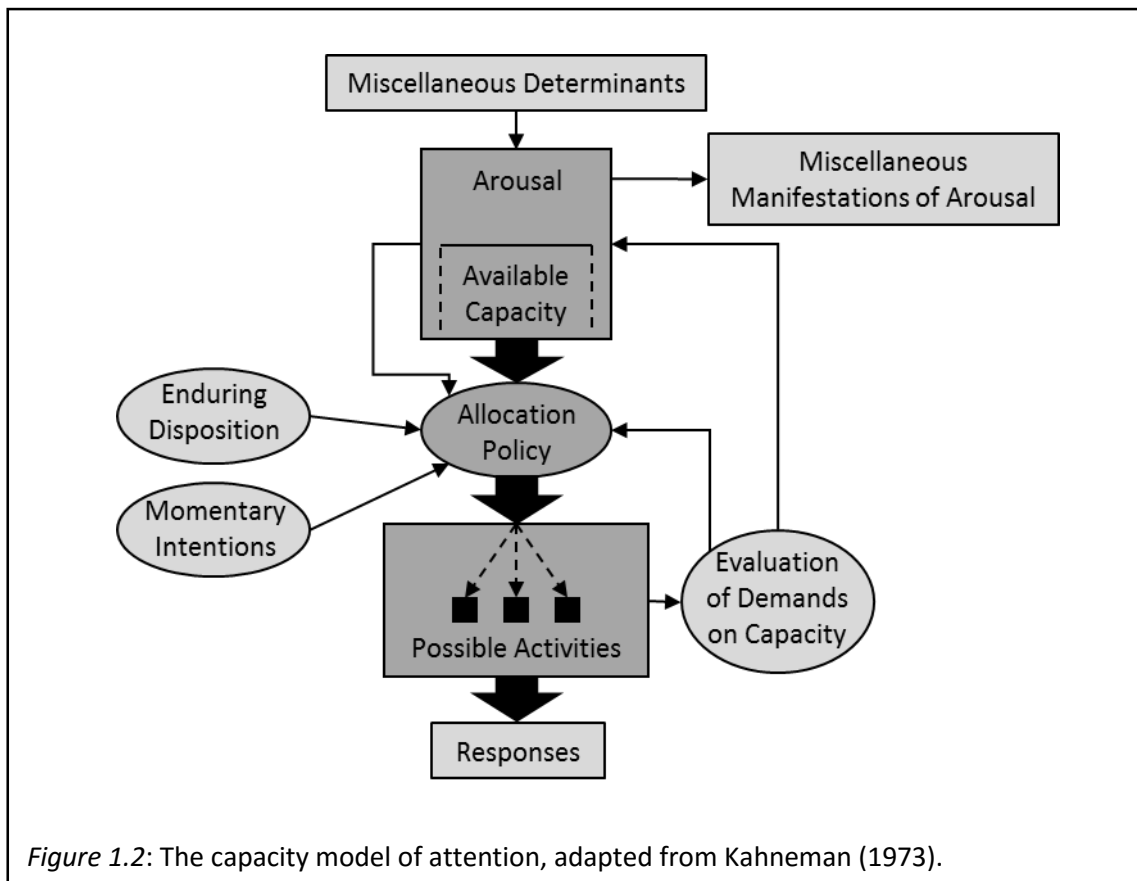 Miscellaneous Determinants
Arousal
Miscellaneous
Manifestations of Arousal
Available
Capacity
Enduring
Disposition
Allocation
Policy
Momentary
Intentions
Evaluation
of Demands
on Capacity
Possible Activities
Responses
Figure 1.2: The capacity model of attention, adapted from Kahneman (1973).